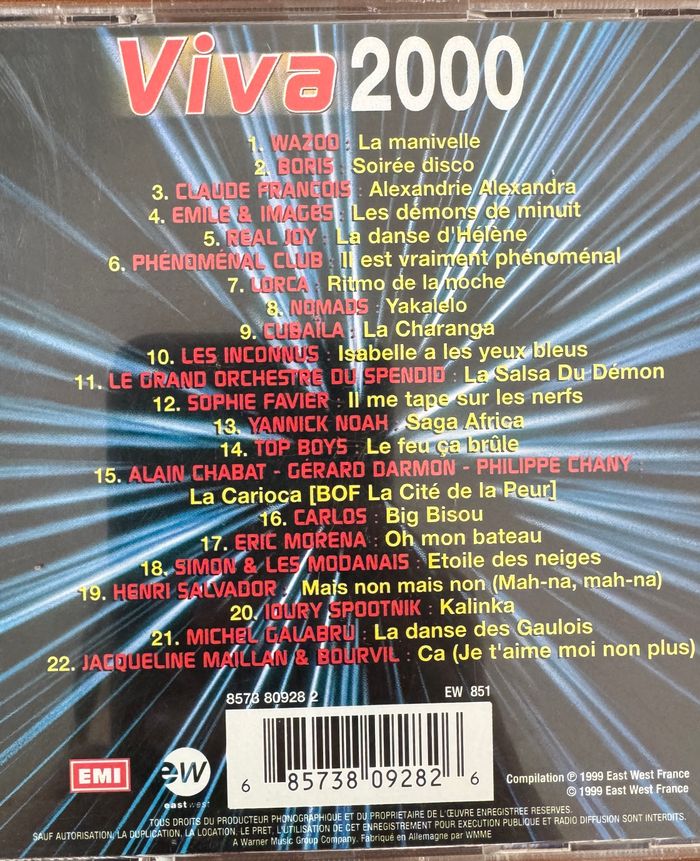 Viva 2000
1. WAZOO : La manivelle
2. BORIS : Soirée disco
3. CLAUDE FRANCOIS : Alexandrie Alexandra
4. EMILE & IMAGES : Les démons de minuit
5. REAL JOY : La danse d'Hélène
6. PHÉNOMÉNAL CLUB : Il est vraiment phénoménal
7. LORCA : Ritmo de la noche
8. NOMADS : Yakalelo
9. CUBAILA : La Charanga
10. LES INCONNUS : Isabelle a les yeux bleus
11. LE GRAND ORCHESTRE DU SPENDID : La Salsa Du Démon
12. SOPHIE FAVIER : Il me tape sur les nerfs
13. YANNICK NOAH : Saga Africa
14. TOP BOYS : Le feu ça brûle
15. ALAIN CHABAT - GÉRARD DARMON - PHILIPPE CHANY :
La Carioca [BOF La Cité de la Peur]
16. CARLOS : Big Bisou
17. ERIC MORENA : Oh mon bateau
18. SIMON & LES MODANAIS : Etoile des neiges
19. HENRI SALVADOR : Mais non mais non (Mah-na, mah-na)
20. IOURY SPOOTNIK : Kalinka
21. MICHEL GALABRU : La danse des Gaulois
22. JACQUELINE MAILLAN & BOURVIL : Ca (Je t'aime moi non plus)
8573 80928 2 EW 851
6 85738 09282 6
EMI
ew
east west
Compilation ℗ 1999 East West France
© 1999 East West France
TOUS DROITS DU PRODUCTEUR PHONOGRAPHIQUE ET DU PROPRIETAIRE DE L'ŒUVRE ENREGISTREE RESERVES.
SAUF AUTORISATION, LA DUPLICATION, LA LOCATION, LE PRET, L'UTILISATION DE CET ENREGISTREMENT POUR EXECUTION PUBLIQUE ET RADIO DIFFUSION SONT INTERDITS.
A Warner Music Group Company. Fabriqué en Allemagne par WMME